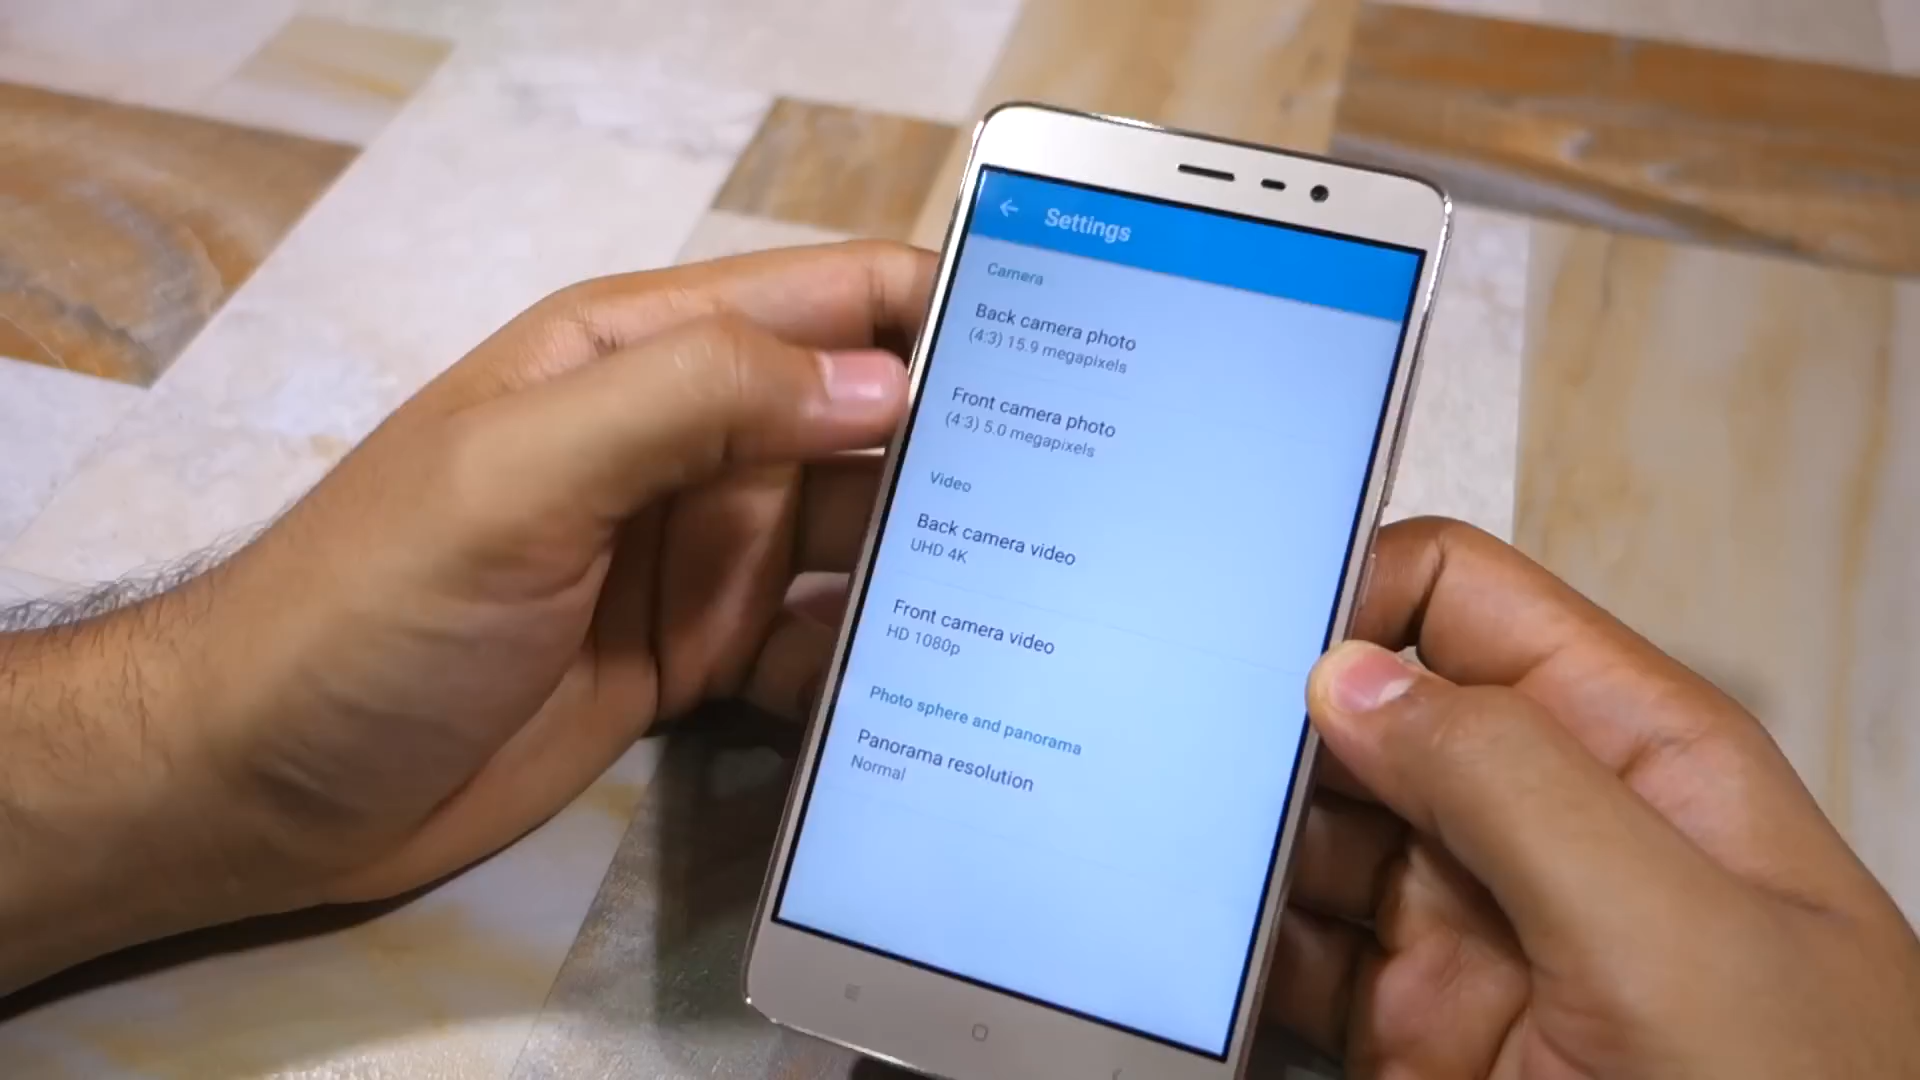 Settings
Camera
Back camera photo
(4:3) 15.9 megapixels
Front camera photo
(4:3) 5.0 megapixels
Video
Back camera video
UHD 4K
Front camera video
HD 1080p
Photo sphere and panorama
Panorama resolution
Normal